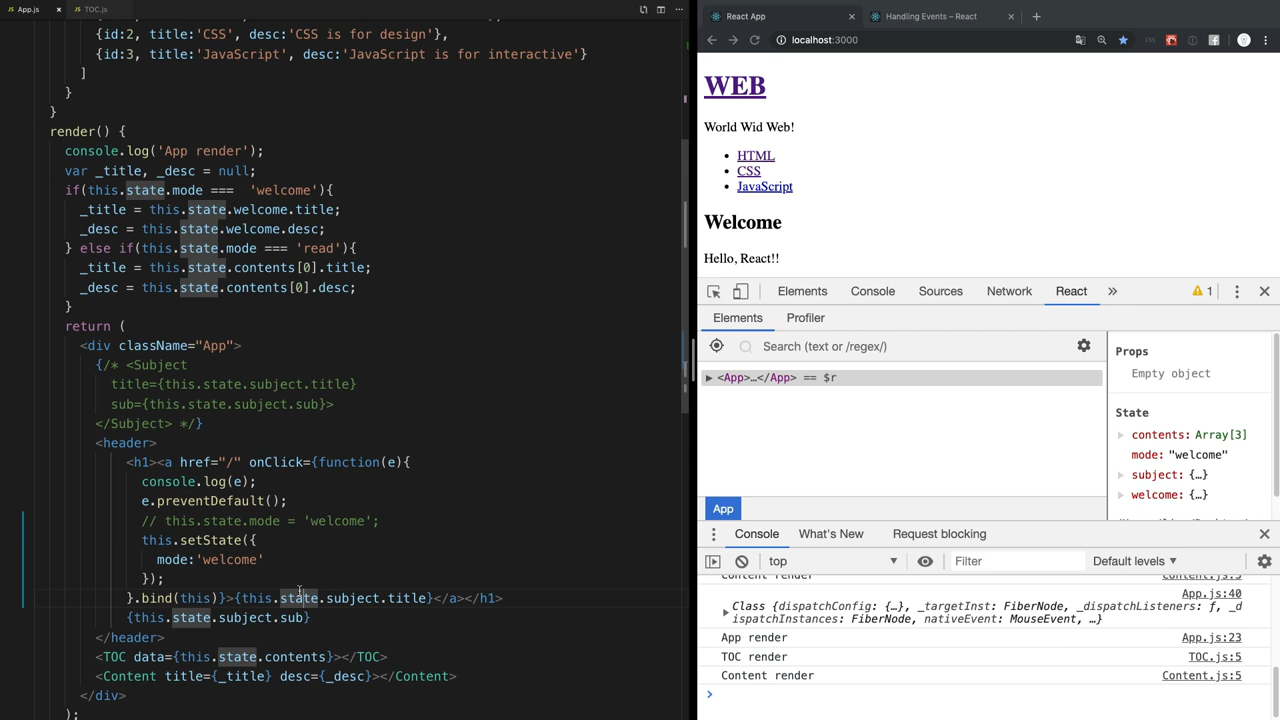 App.js × TOC.js
{id:2, title:'CSS', desc:'CSS is for design'},
{id:3, title:'JavaScript', desc:'JavaScript is for interactive'}
]
}
}
render() {
console.log('App render');
var _title, _desc = null;
if(this.state.mode === 'welcome'){
_title = this.state.welcome.title;
_desc = this.state.welcome.desc;
} else if(this.state.mode === 'read'){
_title = this.state.contents[0].title;
_desc = this.state.contents[0].desc;
}
return (
<div className="App">
{/* <Subject
title={this.state.subject.title}
sub={this.state.subject.sub}>
</Subject> */}
<header>
<h1><a href="/" onClick={function(e){
console.log(e);
e.preventDefault();
// this.state.mode = 'welcome';
this.setState({
mode:'welcome'
});
}.bind(this)}>{this.state.subject.title}</a></h1>
{this.state.subject.sub}
</header>
<TOC data={this.state.contents}></TOC>
<Content title={_title} desc={_desc}></Content>
</div>
);
React App × Handling Events – React × +
localhost:3000
WEB
World Wid Web!
• HTML
• CSS
• JavaScript
Welcome
Hello, React!!
Elements Console Sources Network React » 1
Elements Profiler
Search (text or /regex/)
▶ <App>…</App> == $r
Props
Empty object
State
contents: Array[3]
mode: "welcome"
subject: {…}
welcome: {…}
App
Console What's New Request blocking
top ▼ Filter Default levels ▼
Content render Content.js:5
App.js:40
Class {dispatchConfig: {…}, _targetInst: FiberNode, _dispatchListeners: ƒ, _d
ispatchInstances: FiberNode, nativeEvent: MouseEvent, …}
App render App.js:23
TOC render TOC.js:5
Content render Content.js:5